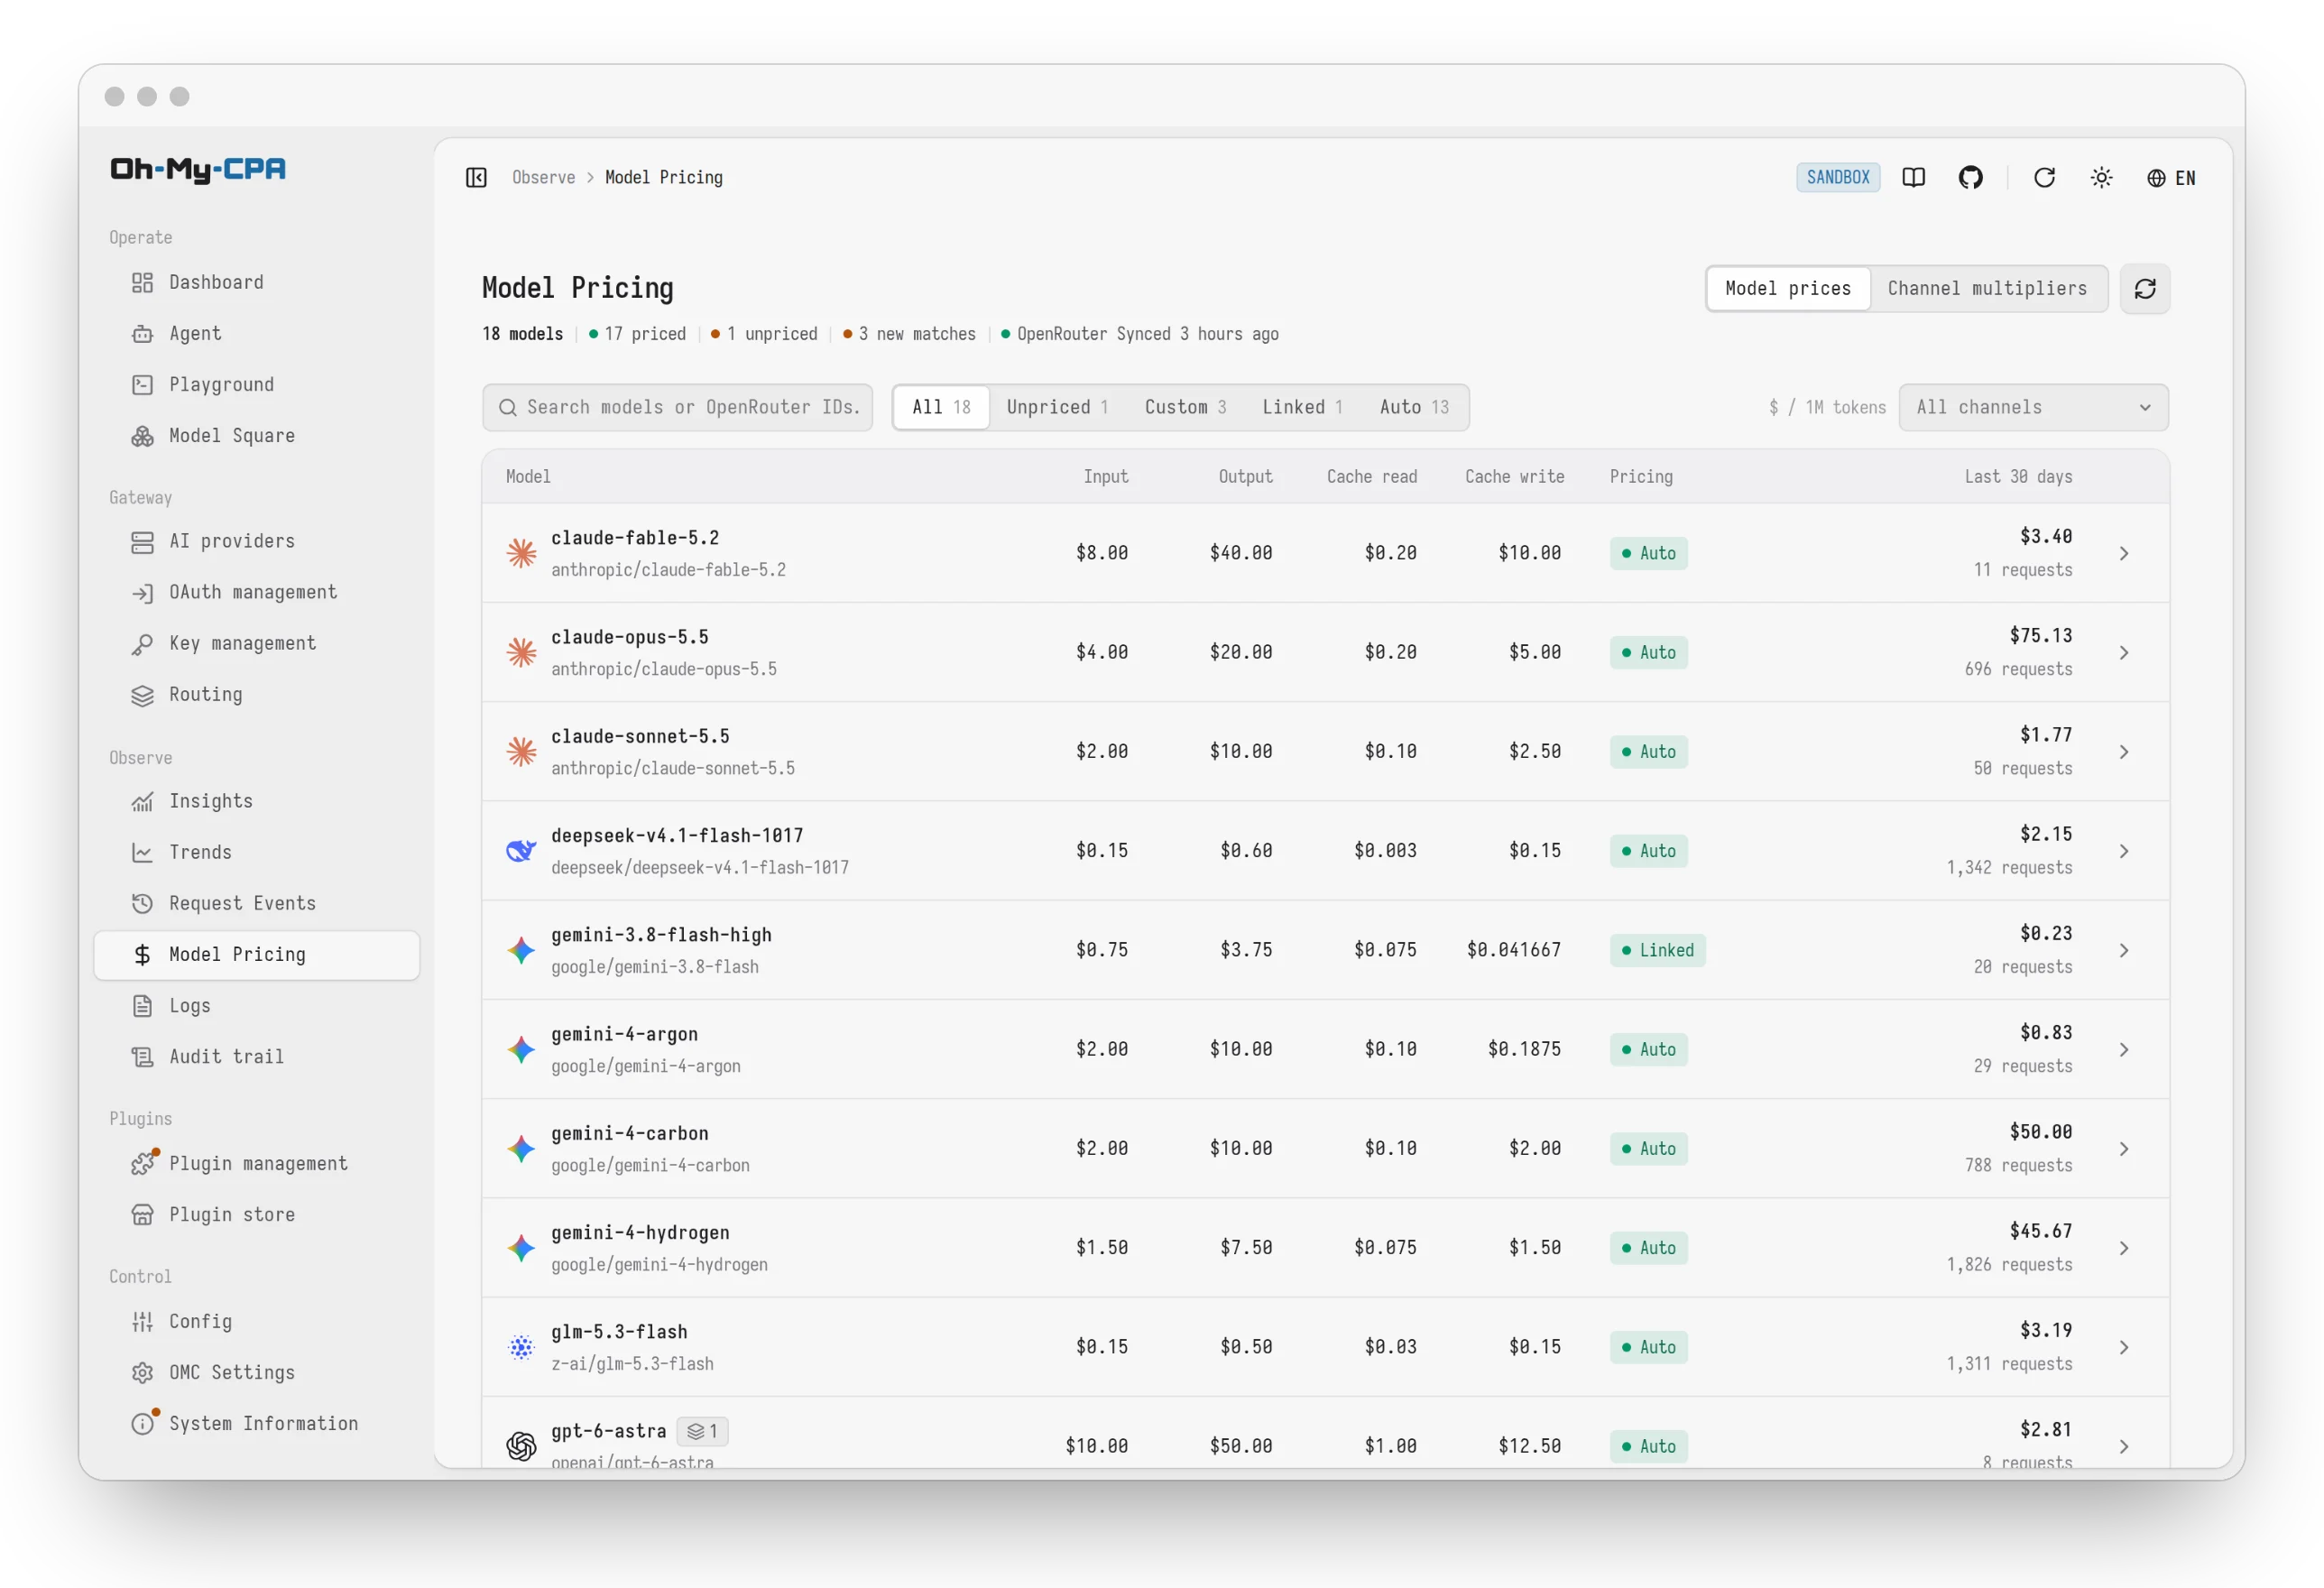 Oh-My-CPA
Operate
Dashboard
Agent
Playground
Model Square
Gateway
AI providers
OAuth management
Key management
Routing
Observe
Insights
Trends
Request Events
Model Pricing
Logs
Audit trail
Plugins
Plugin management
Plugin store
Control
Config
OMC Settings
System Information
Observe > Model Pricing
SANDBOX
EN
Model Pricing
Model prices Channel multipliers
18 models 17 priced 1 unpriced 3 new matches OpenRouter Synced 3 hours ago
Search models or OpenRouter IDs. All 18 Unpriced 1 Custom 3 Linked 1 Auto 13 $ / 1M tokens All channels
Model Input Output Cache read Cache write Pricing Last 30 days
claude-fable-5.2 $8.00 $40.00 $0.20 $10.00 Auto $3.40
anthropic/claude-fable-5.2 11 requests
claude-opus-5.5 $4.00 $20.00 $0.20 $5.00 Auto $75.13
anthropic/claude-opus-5.5 696 requests
claude-sonnet-5.5 $2.00 $10.00 $0.10 $2.50 Auto $1.77
anthropic/claude-sonnet-5.5 50 requests
deepseek-v4.1-flash-1017 $0.15 $0.60 $0.003 $0.15 Auto $2.15
deepseek/deepseek-v4.1-flash-1017 1,342 requests
gemini-3.8-flash-high $0.75 $3.75 $0.075 $0.041667 Linked $0.23
google/gemini-3.8-flash 20 requests
gemini-4-argon $2.00 $10.00 $0.10 $0.1875 Auto $0.83
google/gemini-4-argon 29 requests
gemini-4-carbon $2.00 $10.00 $0.10 $2.00 Auto $50.00
google/gemini-4-carbon 788 requests
gemini-4-hydrogen $1.50 $7.50 $0.075 $1.50 Auto $45.67
google/gemini-4-hydrogen 1,826 requests
glm-5.3-flash $0.15 $0.50 $0.03 $0.15 Auto $3.19
z-ai/glm-5.3-flash 1,311 requests
gpt-6-astra 1 $10.00 $50.00 $1.00 $12.50 Auto $2.81
openai/gpt-6-astra 8 requests